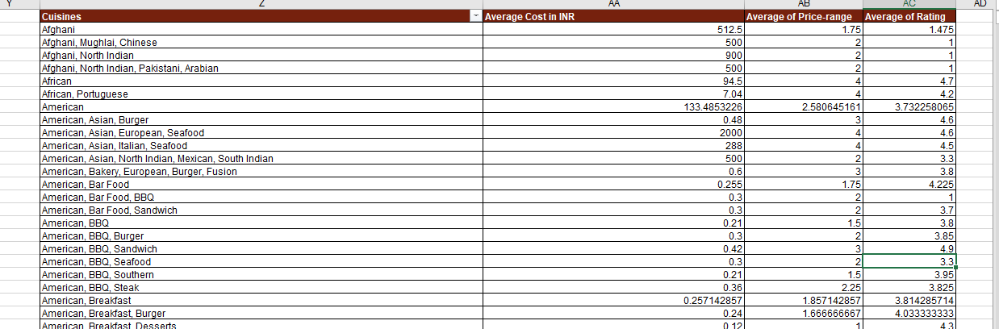 Y Z AA AB AC AD
Cuisines Average Cost in INR Average of Price-range Average of Rating
Afghani 512.5 1.75 1.475
Afghani, Mughlai, Chinese 500 2 1
Afghani, North Indian 900 2 1
Afghani, North Indian, Pakistani, Arabian 500 2 1
African 94.5 4 4.7
African, Portuguese 7.04 4 4.2
American 133.4853226 2.580645161 3.732258065
American, Asian, Burger 0.48 3 4.6
American, Asian, European, Seafood 2000 4 4.6
American, Asian, Italian, Seafood 288 4 4.5
American, Asian, North Indian, Mexican, South Indian 500 2 3.3
American, Bakery, European, Burger, Fusion 0.6 3 3.8
American, Bar Food 0.255 1.75 4.225
American, Bar Food, BBQ 0.3 2 1
American, Bar Food, Sandwich 0.3 2 3.7
American, BBQ 0.21 1.5 3.8
American, BBQ, Burger 0.3 2 3.85
American, BBQ, Sandwich 0.42 3 4.9
American, BBQ, Seafood 0.3 2 3.3
American, BBQ, Southern 0.21 1.5 3.95
American, BBQ, Steak 0.36 2.25 3.825
American, Breakfast 0.257142857 1.857142857 3.814285714
American, Breakfast, Burger 0.24 1.666666667 4.033333333
American, Breakfast, Desserts 0.12 1 4.3